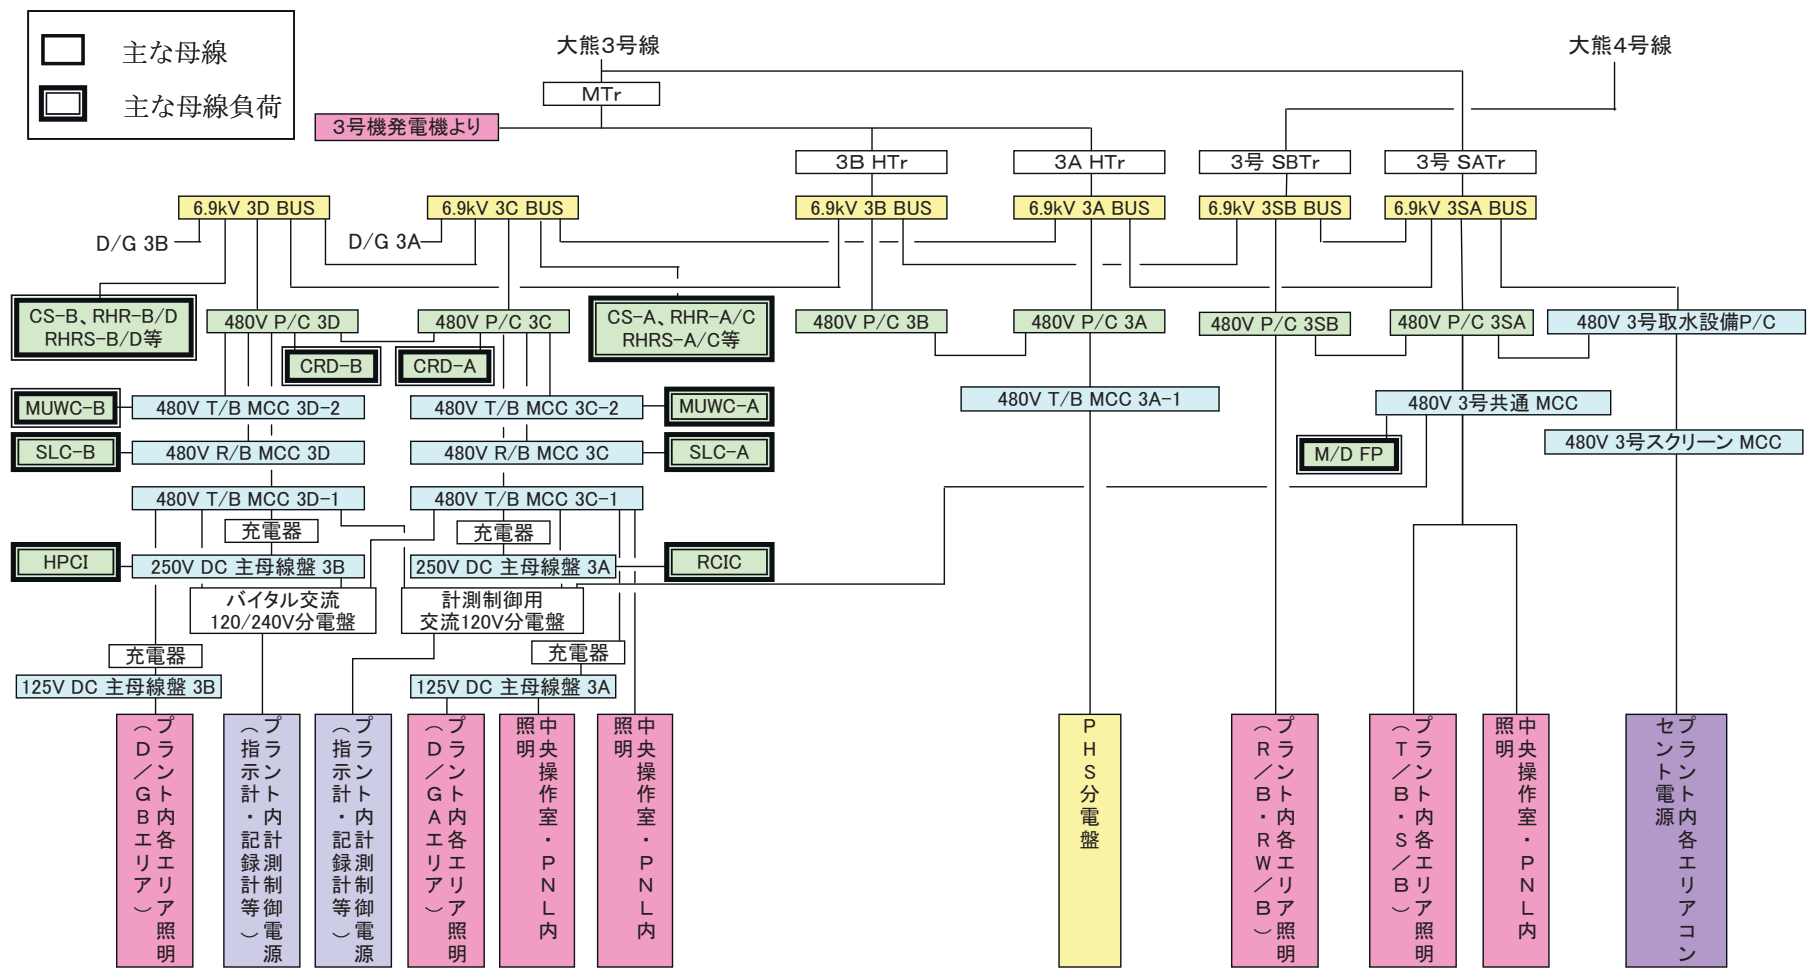 主な母線
主な母線負荷
大熊3号線
大熊4号線
MTr
3号機発電機より
3B HTr
3A HTr
3号 SBTr
3号 SATr
6.9kV 3D BUS
6.9kV 3C BUS
6.9kV 3B BUS
6.9kV 3A BUS
6.9kV 3SB BUS
6.9kV 3SA BUS
D/G 3B
D/G 3A
CS-B、RHR-B/D
RHRS-B/D等
480V P/C 3D
480V P/C 3C
CS-A、RHR-A/C
RHRS-A/C等
480V P/C 3B
480V P/C 3A
480V P/C 3SB
480V P/C 3SA
480V 3号取水設備P/C
CRD-B
CRD-A
MUWC-B
480V T/B MCC 3D-2
480V T/B MCC 3C-2
MUWC-A
480V T/B MCC 3A-1
480V 3号共通 MCC
SLC-B
480V R/B MCC 3D
480V R/B MCC 3C
SLC-A
M/D FP
480V 3号スクリーン MCC
480V T/B MCC 3D-1
480V T/B MCC 3C-1
充電器
充電器
HPCI
250V DC 主母線盤 3B
250V DC 主母線盤 3A
RCIC
バイタル交流
120/240V分電盤
計測制御用
交流120V分電盤
充電器
充電器
125V DC 主母線盤 3B
125V DC 主母線盤 3A
プラント内各エリア照明
（D／GBエリア）
プラント内計測制御電源
（指示計・記録計等）
プラント内計測制御電源
（指示計・記録計等）
プラント内各エリア照明
（D／GAエリア）
中央操作室・PNL内
照明
中央操作室・PNL内
照明
PHS分電盤
プラント内各エリア照明
（R／B・RW／B）
プラント内各エリア照明
（T／B・S／B）
中央操作室・PNL内
照明
プラント内各エリアコン
セント電源